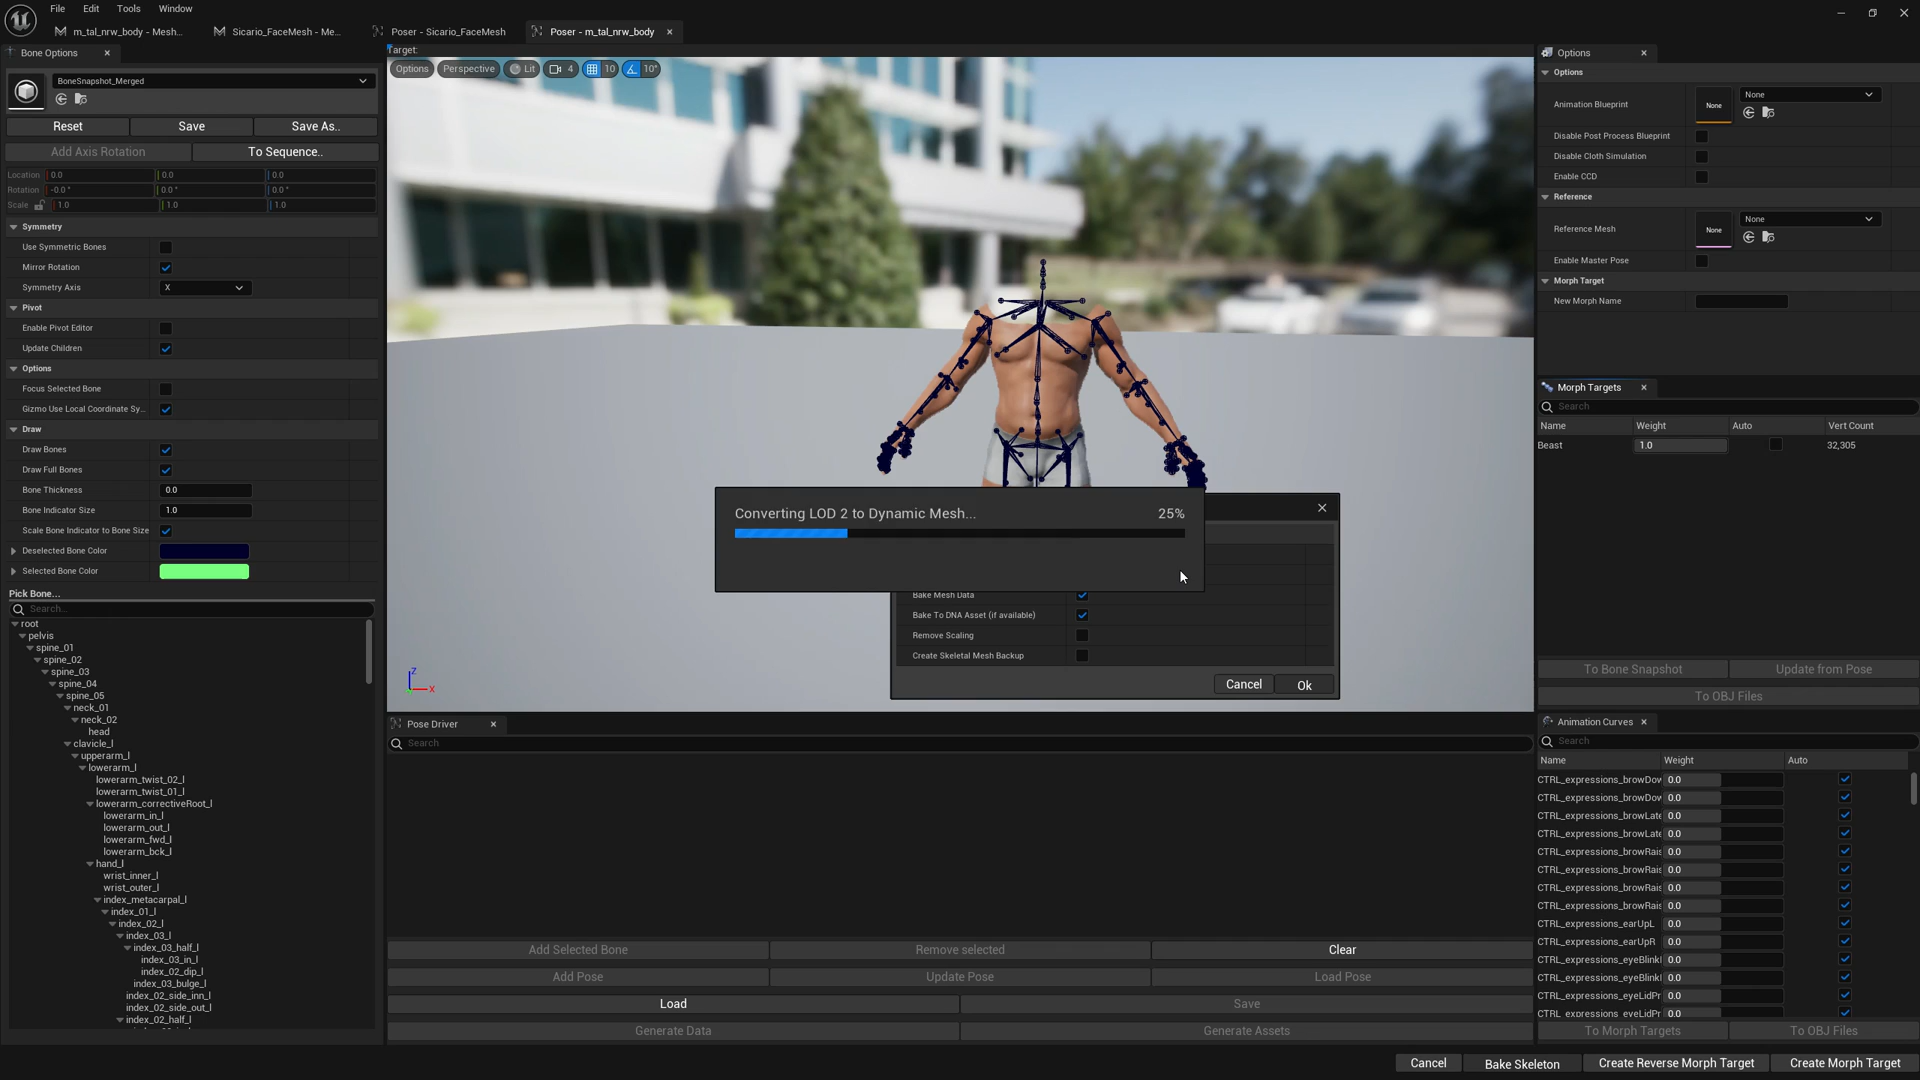 File Edit Tools Window
m_tal_nrw_body - Mesh... Sicario_FaceMesh - Me... Poser - Sicario_FaceMesh Poser - m_tal_nrw_body
Bone Options
BoneSnapshot_Merged
Reset Save Save As..
Add Axis Rotation To Sequence..
Location 0.0 0.0 0.0
Rotation -0.0 ° 0.0 ° 0.0 °
Scale 1.0 1.0 1.0
Symmetry
Use Symmetric Bones
Mirror Rotation
Symmetry Axis X
Pivot
Enable Pivot Editor
Update Children
Options
Focus Selected Bone
Gizmo Use Local Coordinate Sy...
Draw
Draw Bones
Draw Full Bones
Bone Thickness 0.0
Bone Indicator Size 1.0
Scale Bone Indicator to Bone Size
Deselected Bone Color
Selected Bone Color
Pick Bone...
Search...
root
pelvis
spine_01
spine_02
spine_03
spine_04
spine_05
neck_01
neck_02
head
clavicle_l
upperarm_l
lowerarm_l
lowerarm_twist_02_l
lowerarm_twist_01_l
lowerarm_correctiveRoot_l
lowerarm_in_l
lowerarm_out_l
lowerarm_fwd_l
lowerarm_bck_l
hand_l
wrist_inner_l
wrist_outer_l
index_metacarpal_l
index_01_l
index_02_l
index_03_l
index_03_half_l
index_03_in_l
index_02_dip_l
index_03_bulge_l
index_02_side_inn_l
index_02_side_out_l
index_02_half_l
Target:
Options Perspective Lit 4 10 10°
Converting LOD 2 to Dynamic Mesh... 25%
Bake Mesh Data
Bake To DNA Asset (if available)
Remove Scaling
Create Skeletal Mesh Backup
Cancel Ok
Z
X
Pose Driver
Search
Add Selected Bone Remove selected Clear
Add Pose Update Pose Load Pose
Load Save
Generate Data Generate Assets
Options
Options
Animation Blueprint None None
Disable Post Process Blueprint
Disable Cloth Simulation
Enable CCD
Reference
Reference Mesh None None
Enable Master Pose
Morph Target
New Morph Name
Morph Targets
Search
Name Weight Auto Vert Count
Beast 1.0 32,305
To Bone Snapshot Update from Pose
To OBJ Files
Animation Curves
Search
Name Weight Auto
CTRL_expressions_browDow 0.0
CTRL_expressions_browDow 0.0
CTRL_expressions_browLate 0.0
CTRL_expressions_browLate 0.0
CTRL_expressions_browRais 0.0
CTRL_expressions_browRais 0.0
CTRL_expressions_browRais 0.0
CTRL_expressions_browRais 0.0
CTRL_expressions_earUpL 0.0
CTRL_expressions_earUpR 0.0
CTRL_expressions_eyeBlinkl 0.0
CTRL_expressions_eyeBlinkl 0.0
CTRL_expressions_eyeLidPr 0.0
CTRL_expressions_eyeLidPr 0.0
To Morph Targets To OBJ Files
Cancel Bake Skeleton Create Reverse Morph Target Create Morph Target